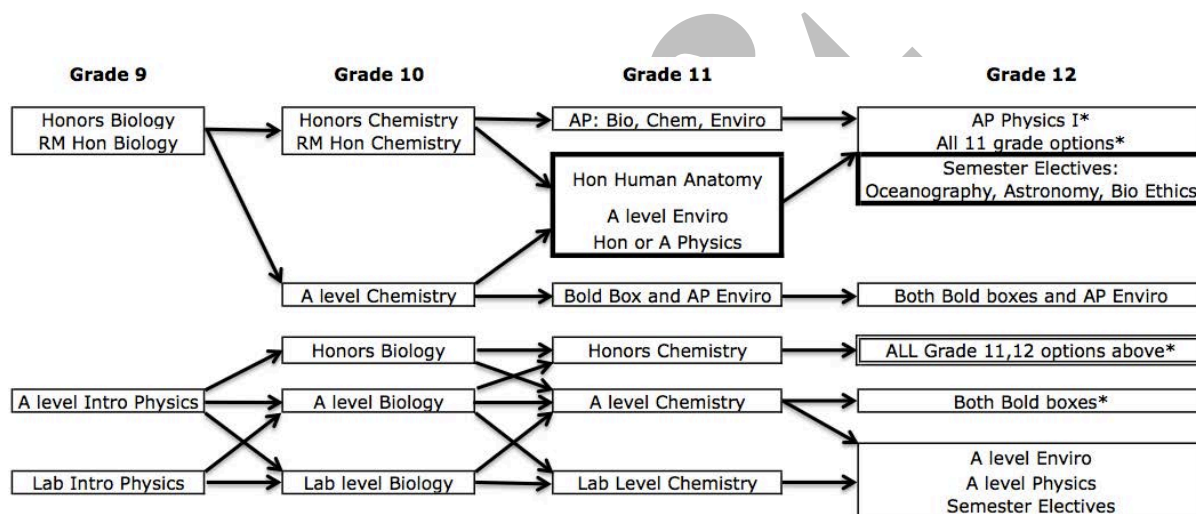 Grade 9
Grade 10
Grade 11
Grade 12
Honors Biology
RM Hon Biology
Honors Chemistry
RM Hon Chemistry
AP: Bio, Chem, Enviro
AP Physics I*
All 11 grade options*
Hon Human Anatomy
A level Enviro
Hon or A Physics
Semester Electives:
Oceanography, Astronomy, Bio Ethics
A level Chemistry
Bold Box and AP Enviro
Both Bold boxes and AP Enviro
Honors Biology
Honors Chemistry
ALL Grade 11,12 options above*
A level Intro Physics
A level Biology
A level Chemistry
Both Bold boxes*
Lab Intro Physics
Lab level Biology
Lab Level Chemistry
A level Enviro
A level Physics
Semester Electives